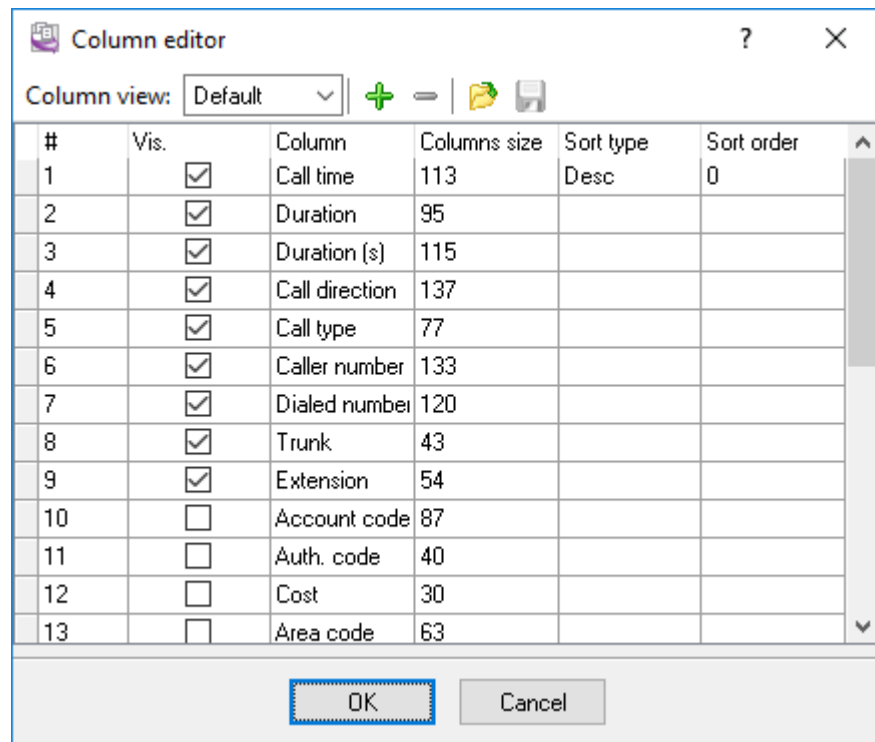 Column editor ?
Column view: Default
# Vis. Column Columns size Sort type Sort order
1 Call time 113 Desc 0
2 Duration 95
3 Duration (s) 115
4 Call direction 137
5 Call type 77
6 Caller number 133
7 Dialed number 120
8 Trunk 43
9 Extension 54
10 Account code 87
11 Auth. code 40
12 Cost 30
13 Area code 63
OK Cancel